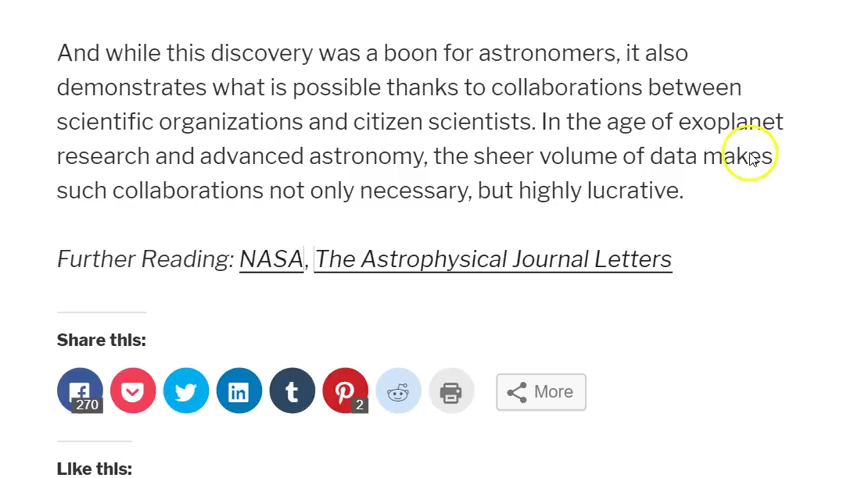 And while this discovery was a boon for astronomers, it also
demonstrates what is possible thanks to collaborations between
scientific organizations and citizen scientists. In the age of exoplanet
research and advanced astronomy, the sheer volume of data makes
such collaborations not only necessary, but highly lucrative.
Further Reading: NASA, The Astrophysical Journal Letters
Share this:
270
2
More
Like this: